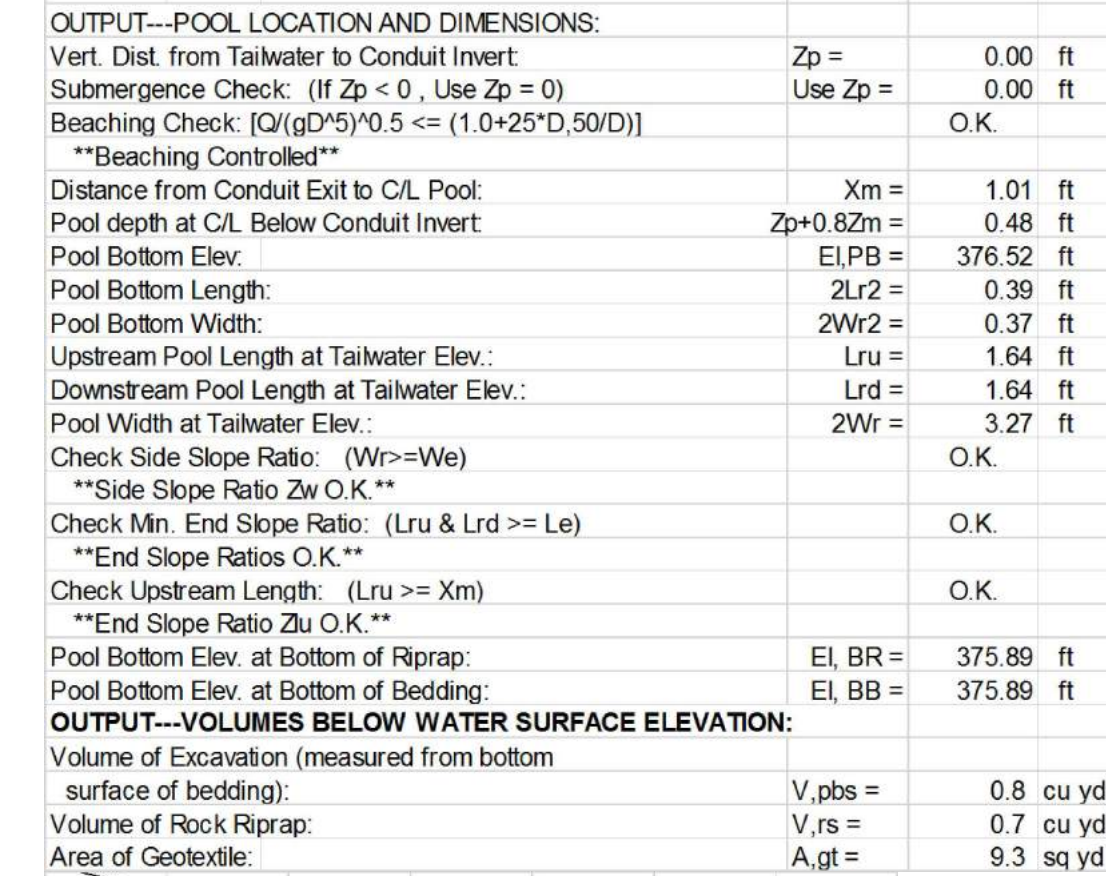 OUTPUT---POOL LOCATION AND DIMENSIONS:
Vert. Dist. from Tailwater to Conduit Invert: Zp = 0.00 ft
Submergence Check: (If Zp < 0 , Use Zp = 0) Use Zp = 0.00 ft
Beaching Check: [Q/(gD^5)^0.5 <= (1.0+25*D,50/D)] O.K.
**Beaching Controlled**
Distance from Conduit Exit to C/L Pool: Xm = 1.01 ft
Pool depth at C/L Below Conduit Invert: Zp+0.8Zm = 0.48 ft
Pool Bottom Elev: El,PB = 376.52 ft
Pool Bottom Length: 2Lr2 = 0.39 ft
Pool Bottom Width: 2Wr2 = 0.37 ft
Upstream Pool Length at Tailwater Elev.: Lru = 1.64 ft
Downstream Pool Length at Tailwater Elev.: Lrd = 1.64 ft
Pool Width at Tailwater Elev.: 2Wr = 3.27 ft
Check Side Slope Ratio: (Wr>=We) O.K.
**Side Slope Ratio Zw O.K.**
Check Min. End Slope Ratio: (Lru & Lrd >= Le) O.K.
**End Slope Ratios O.K.**
Check Upstream Length: (Lru >= Xm) O.K.
**End Slope Ratio Zlu O.K.**
Pool Bottom Elev. at Bottom of Riprap: El, BR = 375.89 ft
Pool Bottom Elev. at Bottom of Bedding: El, BB = 375.89 ft
OUTPUT---VOLUMES BELOW WATER SURFACE ELEVATION:
Volume of Excavation (measured from bottom
surface of bedding): V,pbs = 0.8 cu yd
Volume of Rock Riprap: V,rs = 0.7 cu yd
Area of Geotextile: A,gt = 9.3 sq yd